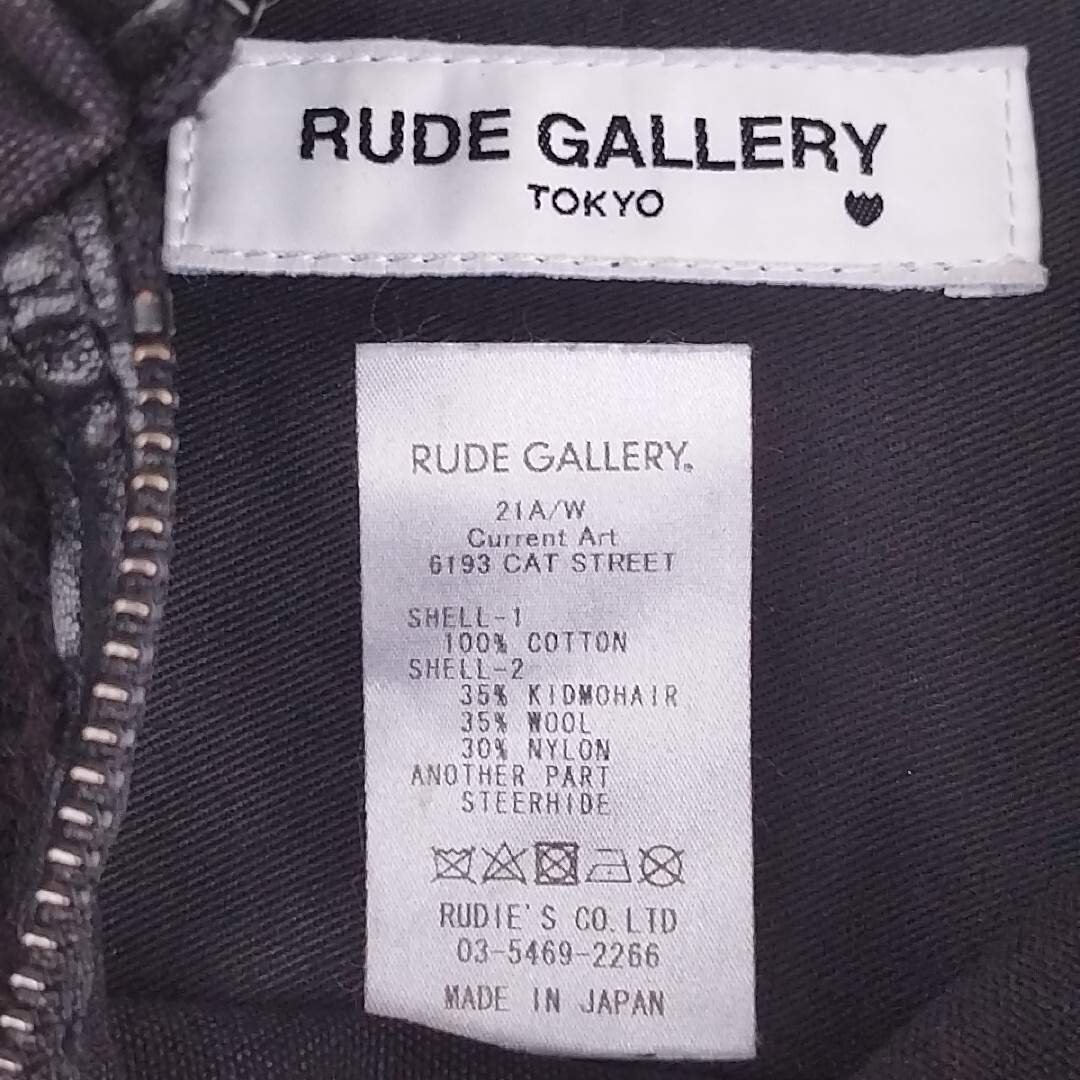 RUDE GALLERY
TOKYO
RUDE GALLERY.
21A/W
Current Art
6193 CAT STREET
SHELL-1
100% COTTON
SHELL-2
35% KIDMOHAIR
35% WOOL
30% NYLON
ANOTHER PART
STEERHIDE
RUDIE'S CO.LTD
03-5469-2266
MADE IN JAPAN